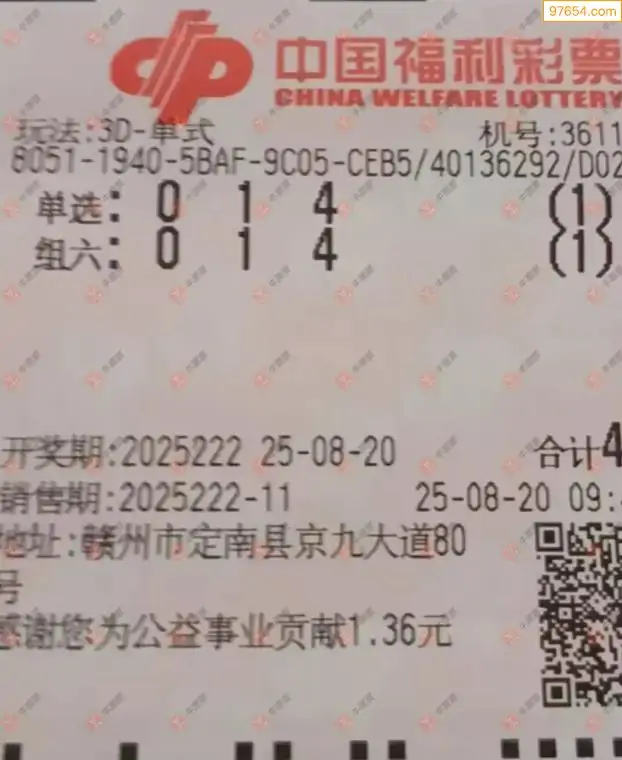 97654.com
中国福利彩票
CHINA WELFARE LOTTERY
玩法:3D-单式 机号:3611
8051-1940-5BAF-9C05-CEB5/40136292/D02
单选: 0 1 4 (1)
组六: 0 1 4 (1)
开奖期:2025222 25-08-20 合计4
销售期:2025222-11 25-08-20 09:
地址:赣州市定南县京九大道80
号
感谢您为公益事业贡献1.36元